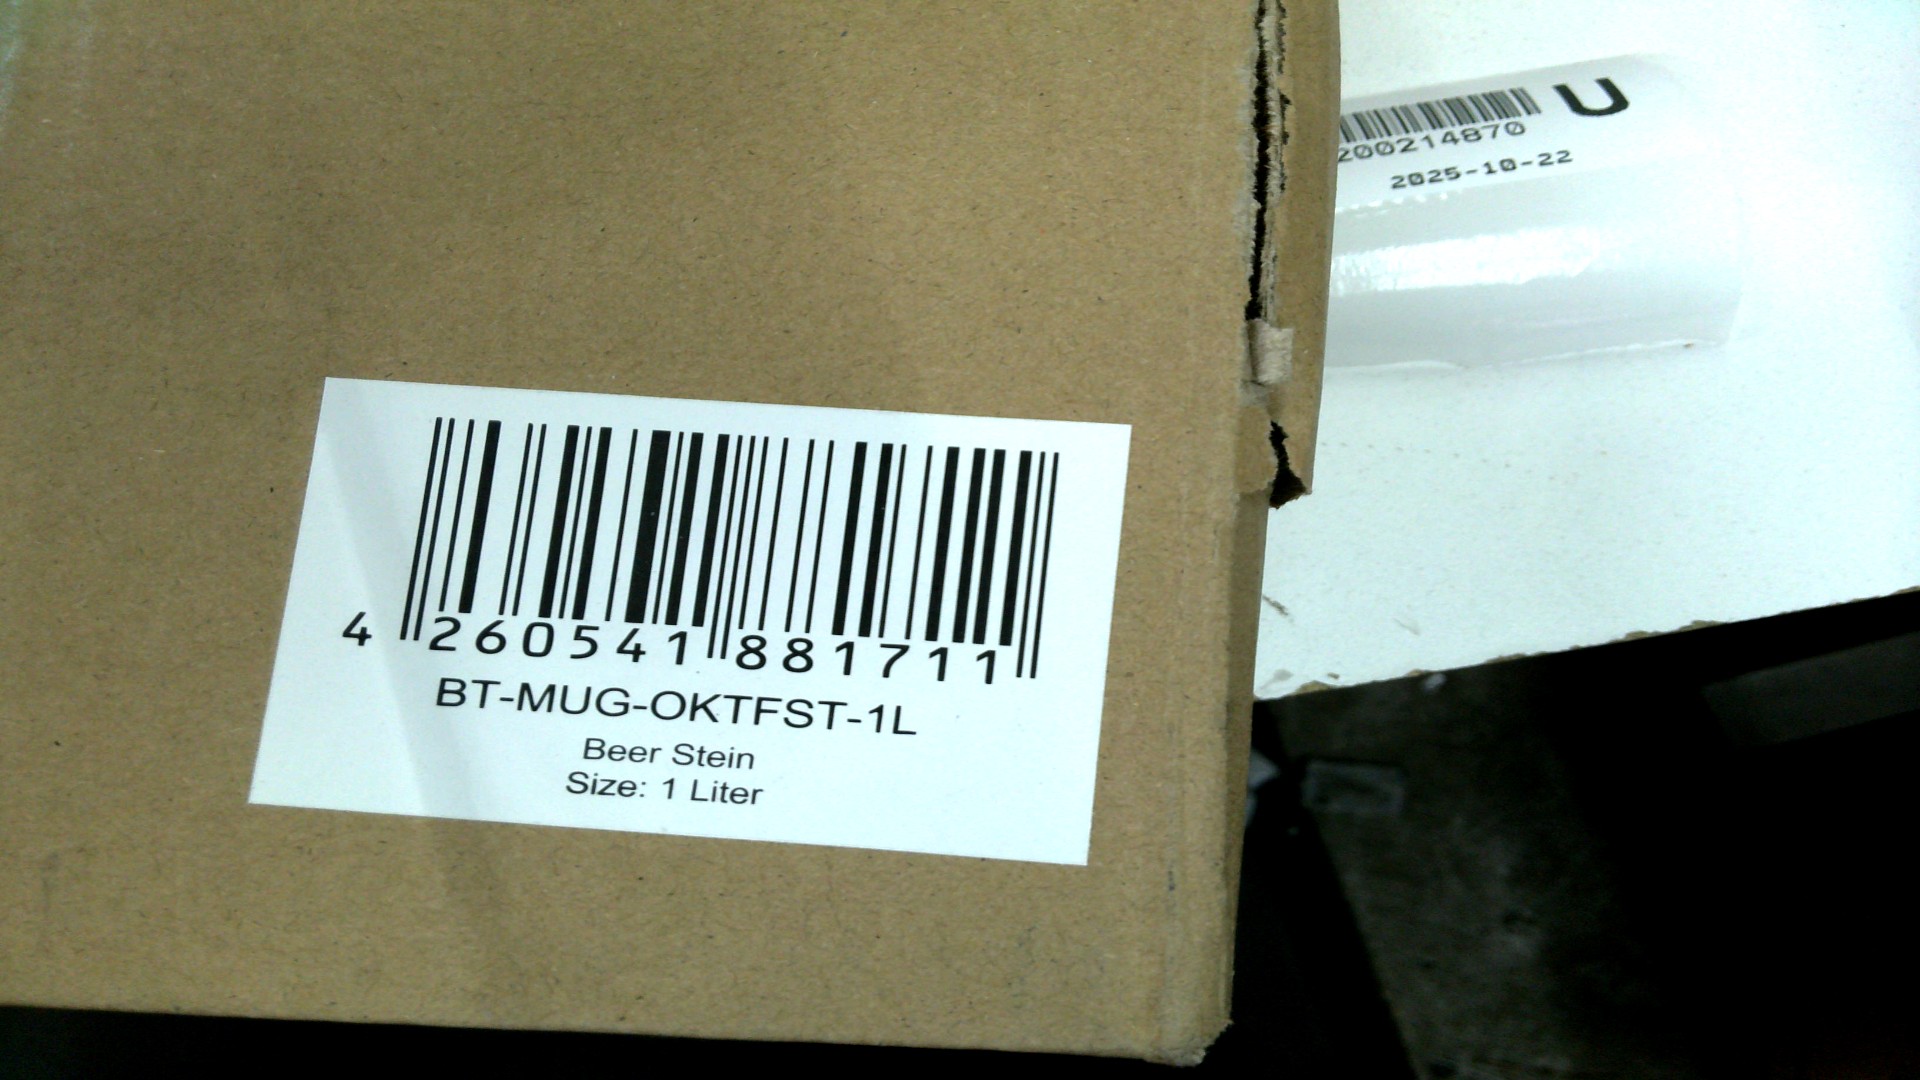 4 260541 881711
BT-MUG-OKTFST-1L
Beer Stein
Size: 1 Liter
U
200214870
2025-10-22